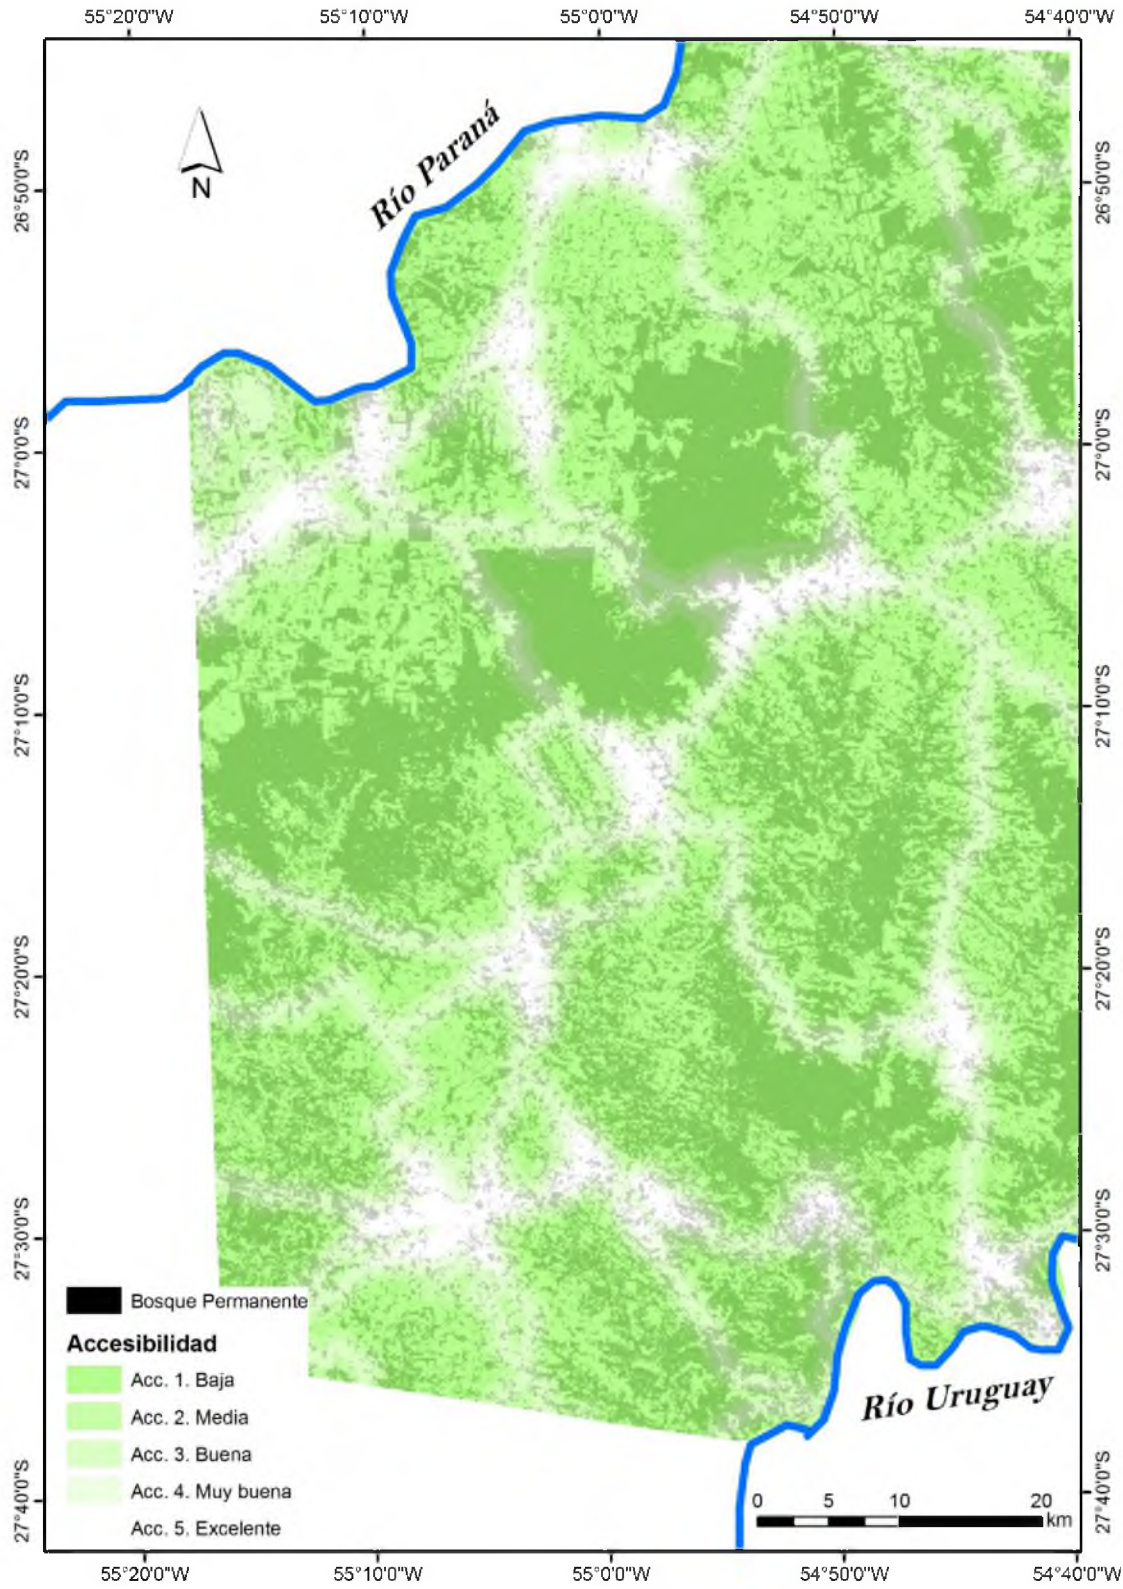 55°20'0"W 55°10'0"W 55°0'0"W 54°50'0"W 54°40'0"W
Río Paraná
N
26°50'0"S
26°50'0"S
27°0'0"S
27°0'0"S
27°10'0"S
27°10'0"S
27°20'0"S
27°20'0"S
27°30'0"S
27°30'0"S
Bosque Permanente
Accesibilidad
Acc. 1. Baja
Acc. 2. Media
Acc. 3. Buena
Acc. 4. Muy buena
Acc. 5. Excelente
Río Uruguay
0 5 10 20
km
27°40'0"S
27°40'0"S
55°20'0"W 55°10'0"W 55°0'0"W 54°50'0"W 54°40'0"W